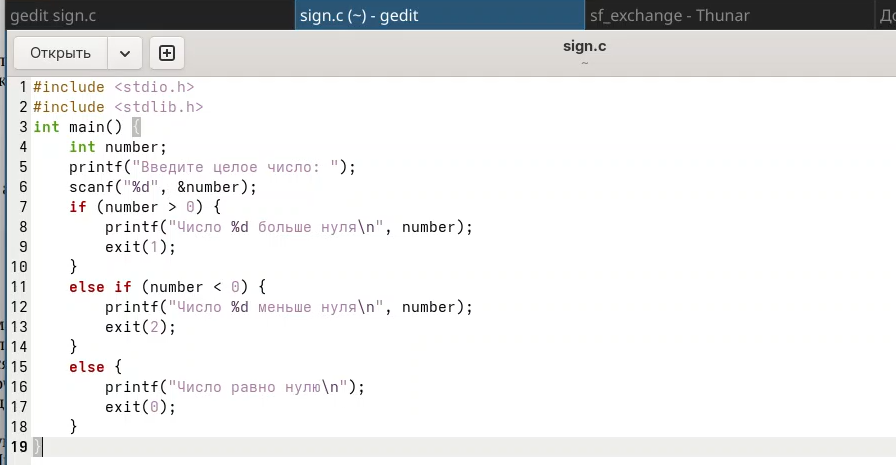 gedit sign.c
sign.c (~) - gedit
sf_exchange - Thunar
До
Открыть
sign.c
~
1 #include <stdio.h>
2 #include <stdlib.h>
3 int main() {
4     int number;
5     printf("Введите целое число: ");
6     scanf("%d", &number);
7     if (number > 0) {
8         printf("Число %d больше нуля\n", number);
9         exit(1);
10     }
11     else if (number < 0) {
12         printf("Число %d меньше нуля\n", number);
13         exit(2);
14     }
15     else {
16         printf("Число равно нулю\n");
17         exit(0);
18     }
19 }